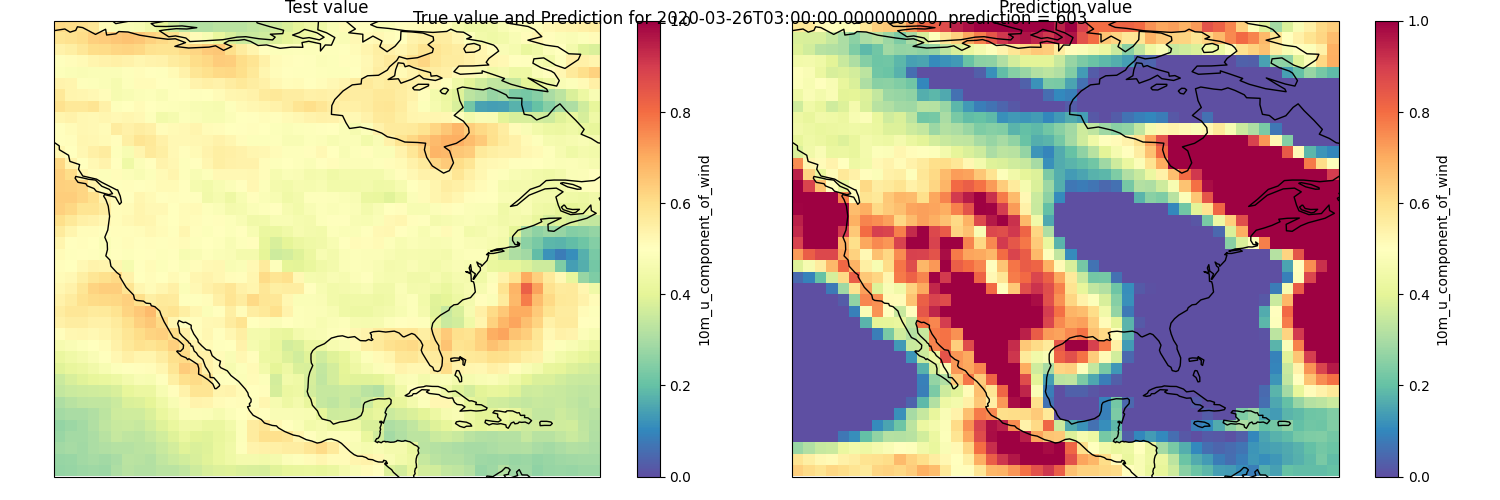 Test value
Prediction value
True value and Prediction for 2020-03-26T03:00:00.000000000, prediction = 603
1.0
0.8
0.6
0.4
0.2
0.0
10m_u_component_of_wind
1.0
0.8
0.6
0.4
0.2
0.0
10m_u_component_of_wind